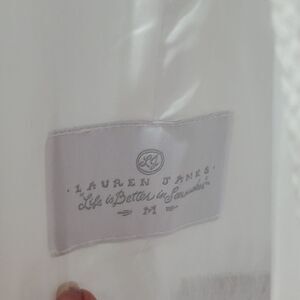 LJ
· LAUREN JAMES ·
Life is Better in Seersucker
M